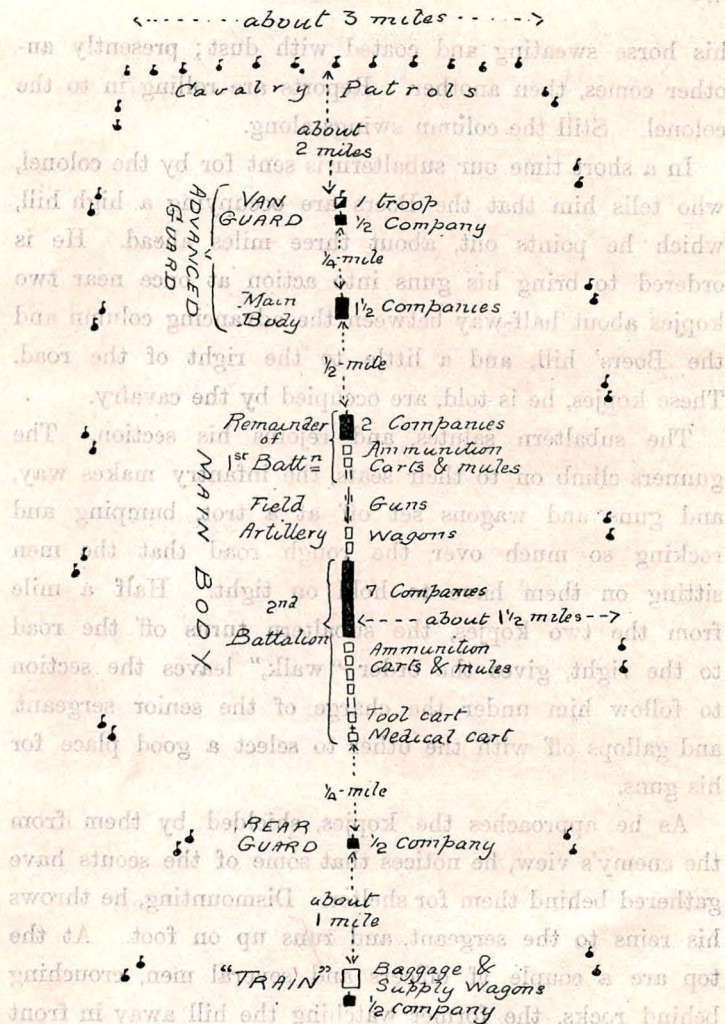 about 3 miles
Cavalry Patrols
about
2 miles
ADVANCED
GUARD
VAN
GUARD
1 troop
½ Company
¼-mile
Main
Body
1½ Companies
½-mile
MAIN BODY
Remainder
of
1st Battn
2 Companies
Ammunition
Carts & mules
Field
Artillery
Guns
Wagons
2nd
Battalion
7 Companies
about 1½ miles
Ammunition
carts & mules
Tool cart
Medical cart
¼-mile
REAR
GUARD
½ company
about
1 mile
"TRAIN"
Baggage &
Supply Wagons
½ company